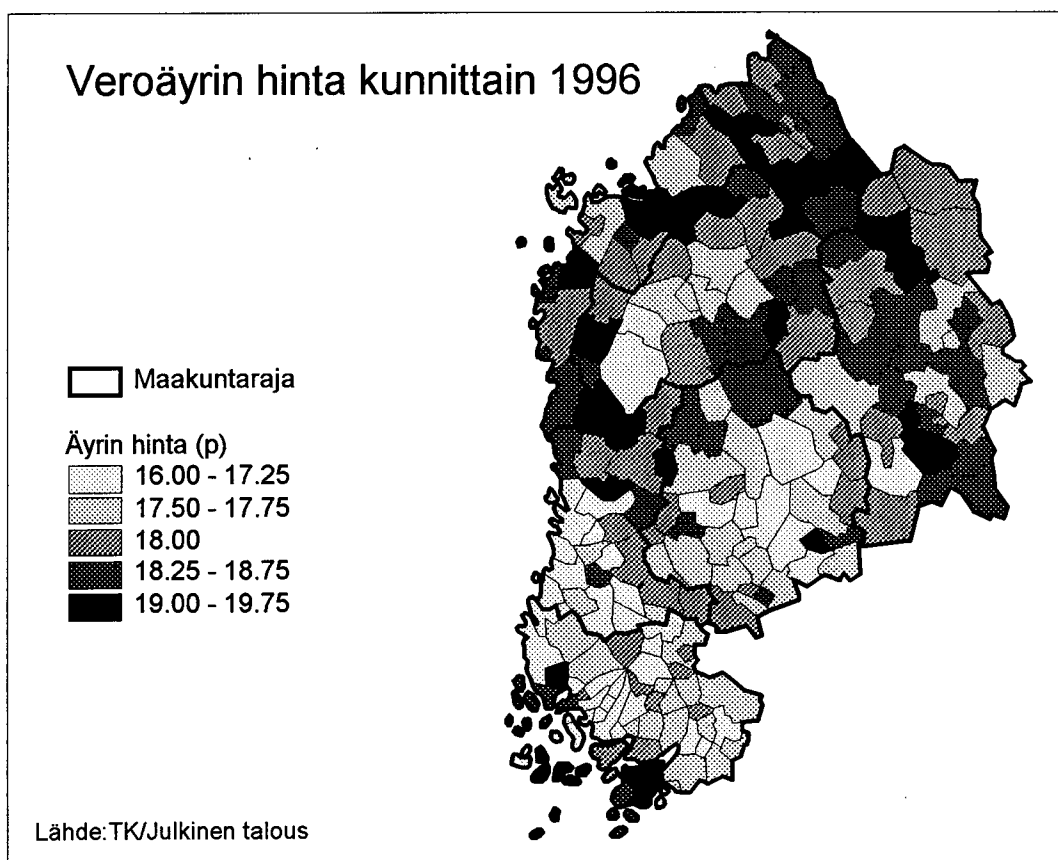 Veroäyrin hinta kunnittain 1996
Maakuntaraja
Äyrin hinta (p)
16.00 - 17.25
17.50 - 17.75
18.00
18.25 - 18.75
19.00 - 19.75
Lähde:TK/Julkinen talous